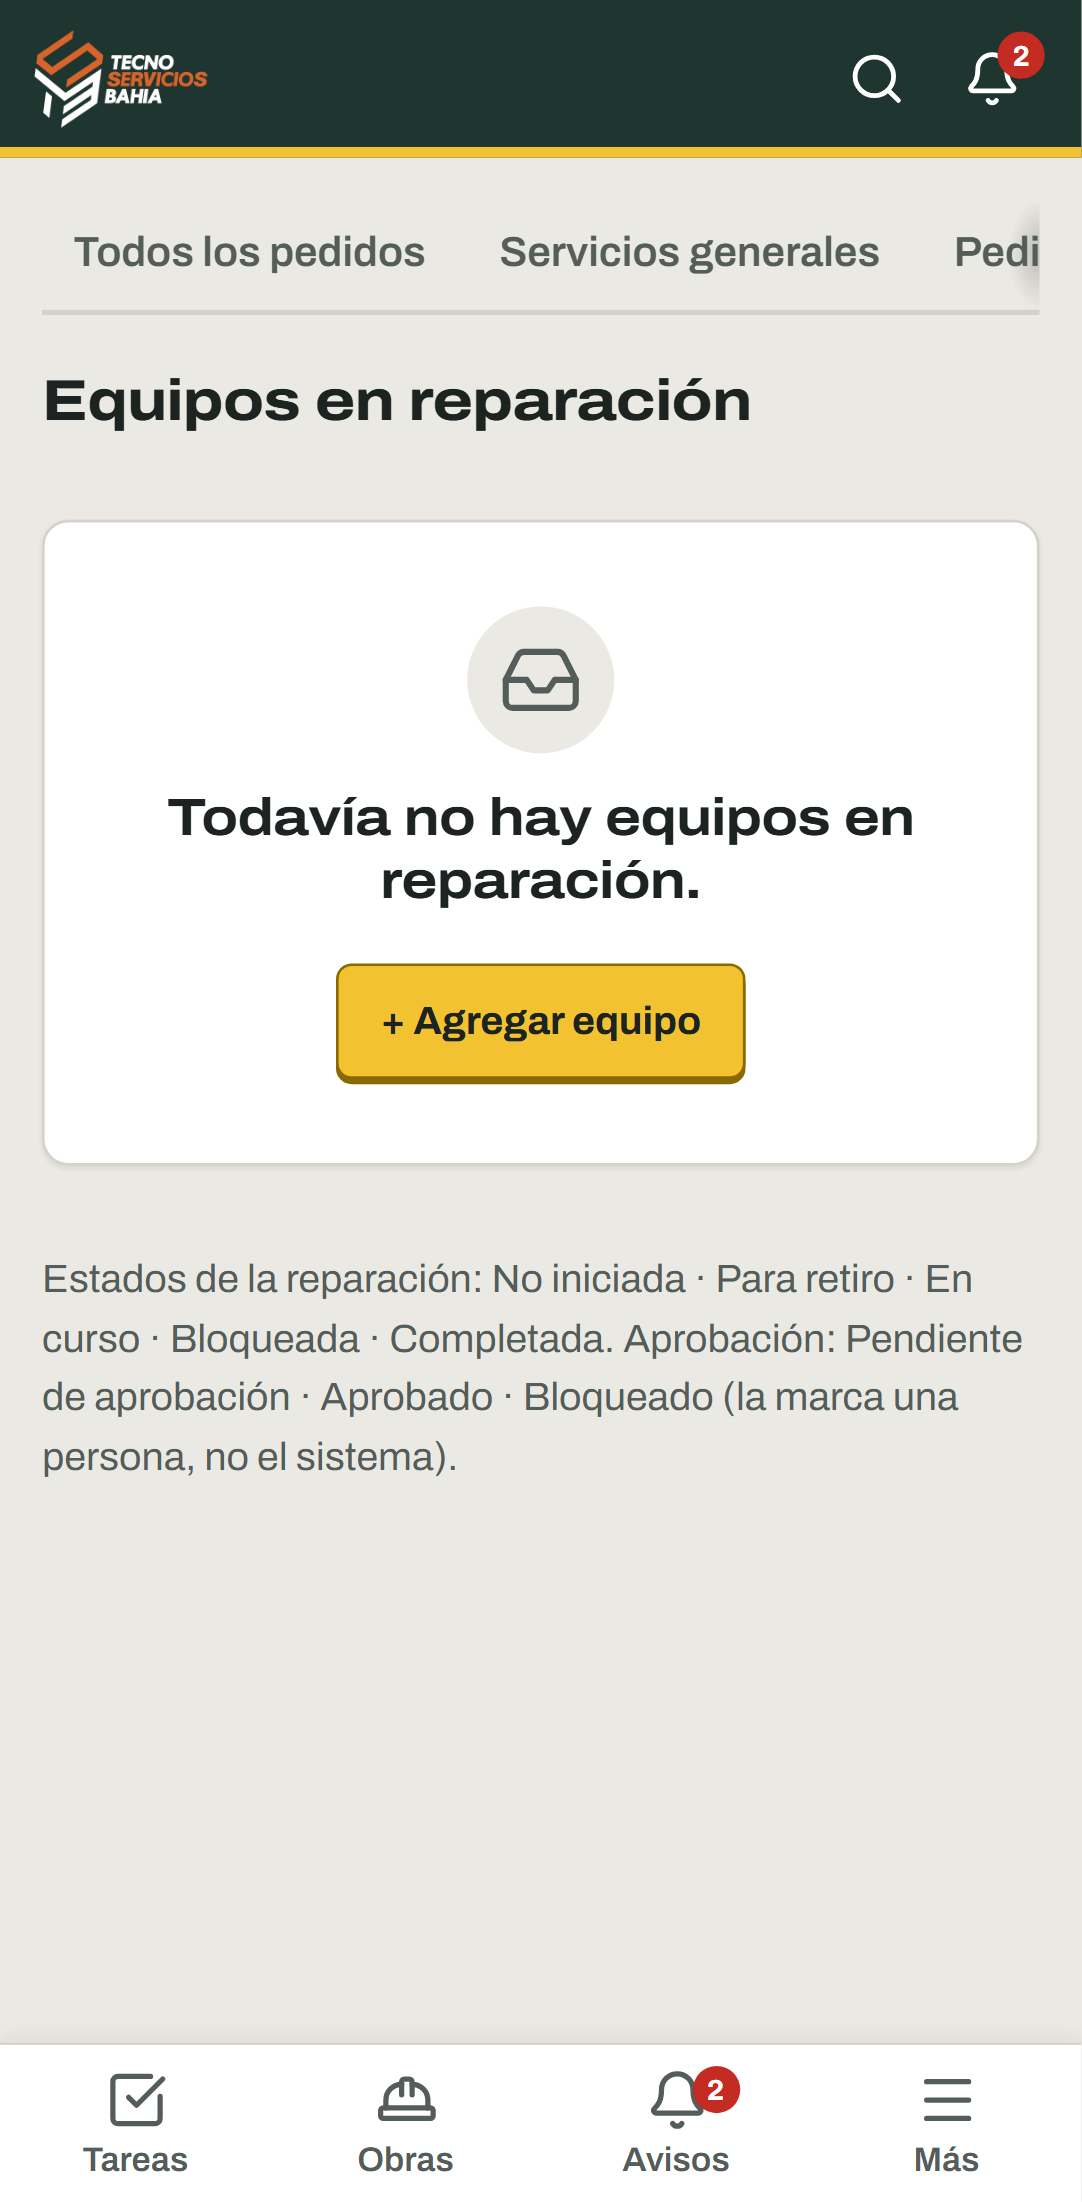 TECNO
SERVICIOS
BAHIA
2
Todos los pedidos Servicios generales Pedi
Equipos en reparación
Todavía no hay equipos en
reparación.
+ Agregar equipo
Estados de la reparación: No iniciada · Para retiro · En
curso · Bloqueada · Completada. Aprobación: Pendiente
de aprobación · Aprobado · Bloqueado (la marca una
persona, no el sistema).
2
Tareas Obras Avisos Más